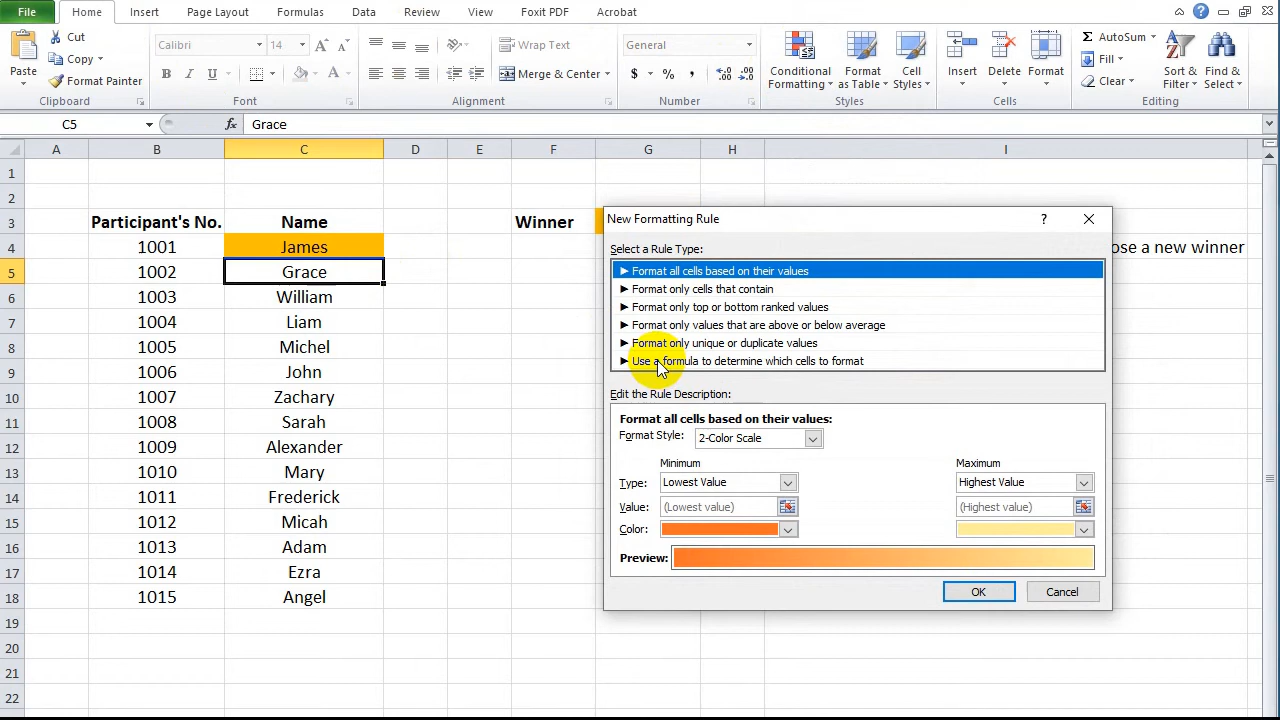 File Home Insert Page Layout Formulas Data Review View Foxit PDF Acrobat
Paste Cut Copy Format Painter Clipboard
Calibri 14 A A B I U A Font
Wrap Text Merge & Center Alignment
General $ % , .00 .0 Number
Conditional Formatting Format as Table Cell Styles Styles
Insert Delete Format Cells
Σ AutoSum Fill Clear Sort & Filter Find & Select Editing
C5 fx Grace
A B C D E F G H I
1
2
3 Participant's No. Name Winner
4 1001 James ose a new winner
5 1002 Grace
6 1003 William
7 1004 Liam
8 1005 Michel
9 1006 John
10 1007 Zachary
11 1008 Sarah
12 1009 Alexander
13 1010 Mary
14 1011 Frederick
15 1012 Micah
16 1013 Adam
17 1014 Ezra
18 1015 Angel
19
20
21
22
New Formatting Rule ?
Select a Rule Type:
► Format all cells based on their values
► Format only cells that contain
► Format only top or bottom ranked values
► Format only values that are above or below average
► Format only unique or duplicate values
► Use a formula to determine which cells to format
Edit the Rule Description:
Format all cells based on their values:
Format Style: 2-Color Scale
Minimum Maximum
Type: Lowest Value Highest Value
Value: (Lowest value) (Highest value)
Color:
Preview:
OK Cancel